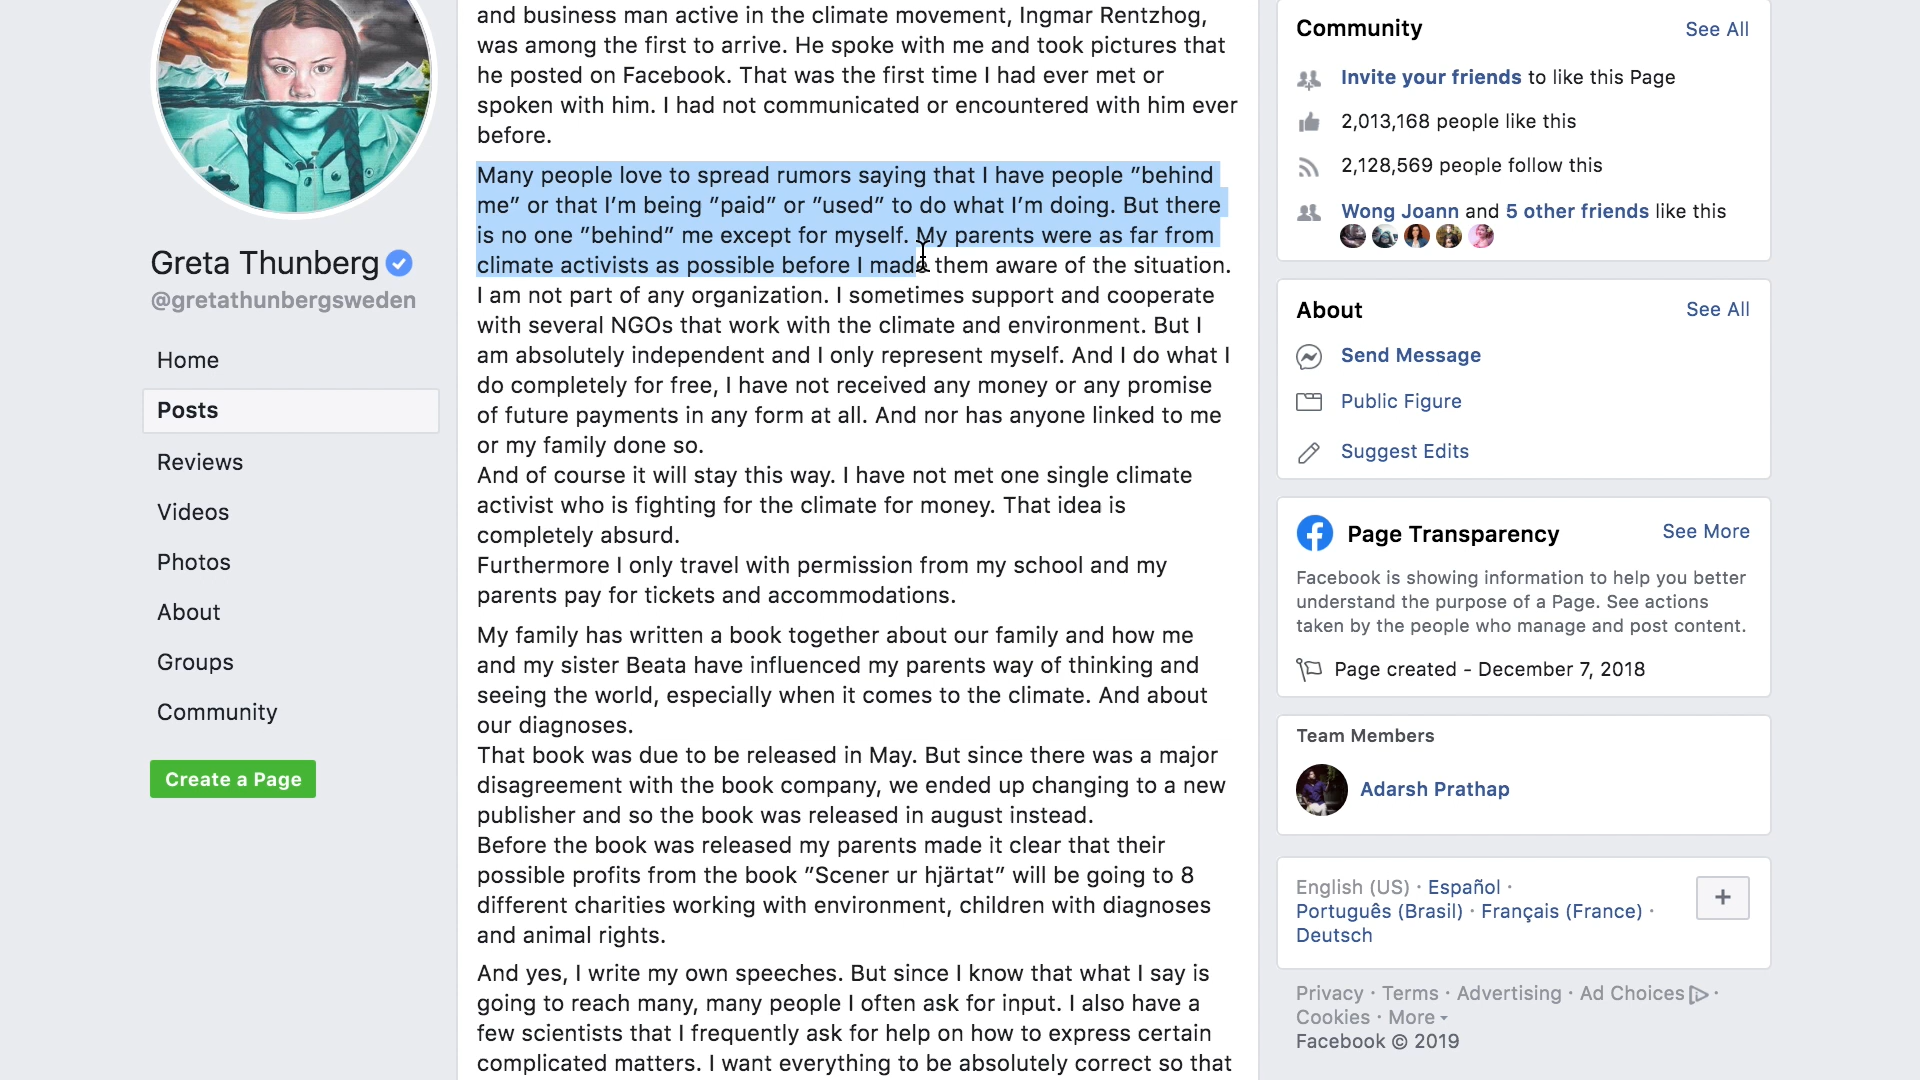 Greta Thunberg
@gretathunbergsweden
Home
Posts
Reviews
Videos
Photos
About
Groups
Community
Create a Page
and business man active in the climate movement, Ingmar Rentzhog,
was among the first to arrive. He spoke with me and took pictures that
he posted on Facebook. That was the first time I had ever met or
spoken with him. I had not communicated or encountered with him ever
before.
Many people love to spread rumors saying that I have people ”behind
me” or that I’m being ”paid” or ”used” to do what I’m doing. But there
is no one ”behind” me except for myself. My parents were as far from
climate activists as possible before I made them aware of the situation.
I am not part of any organization. I sometimes support and cooperate
with several NGOs that work with the climate and environment. But I
am absolutely independent and I only represent myself. And I do what I
do completely for free, I have not received any money or any promise
of future payments in any form at all. And nor has anyone linked to me
or my family done so.
And of course it will stay this way. I have not met one single climate
activist who is fighting for the climate for money. That idea is
completely absurd.
Furthermore I only travel with permission from my school and my
parents pay for tickets and accommodations.
My family has written a book together about our family and how me
and my sister Beata have influenced my parents way of thinking and
seeing the world, especially when it comes to the climate. And about
our diagnoses.
That book was due to be released in May. But since there was a major
disagreement with the book company, we ended up changing to a new
publisher and so the book was released in august instead.
Before the book was released my parents made it clear that their
possible profits from the book ”Scener ur hjärtat” will be going to 8
different charities working with environment, children with diagnoses
and animal rights.
And yes, I write my own speeches. But since I know that what I say is
going to reach many, many people I often ask for input. I also have a
few scientists that I frequently ask for help on how to express certain
complicated matters. I want everything to be absolutely correct so that
Community
See All
Invite your friends to like this Page
2,013,168 people like this
2,128,569 people follow this
Wong Joann and 5 other friends like this
About
See All
Send Message
Public Figure
Suggest Edits
Page Transparency
See More
Facebook is showing information to help you better
understand the purpose of a Page. See actions
taken by the people who manage and post content.
Page created - December 7, 2018
Team Members
Adarsh Prathap
English (US) · Español ·
Português (Brasil) · Français (France) ·
Deutsch
Privacy · Terms · Advertising · Ad Choices ·
Cookies · More
Facebook © 2019